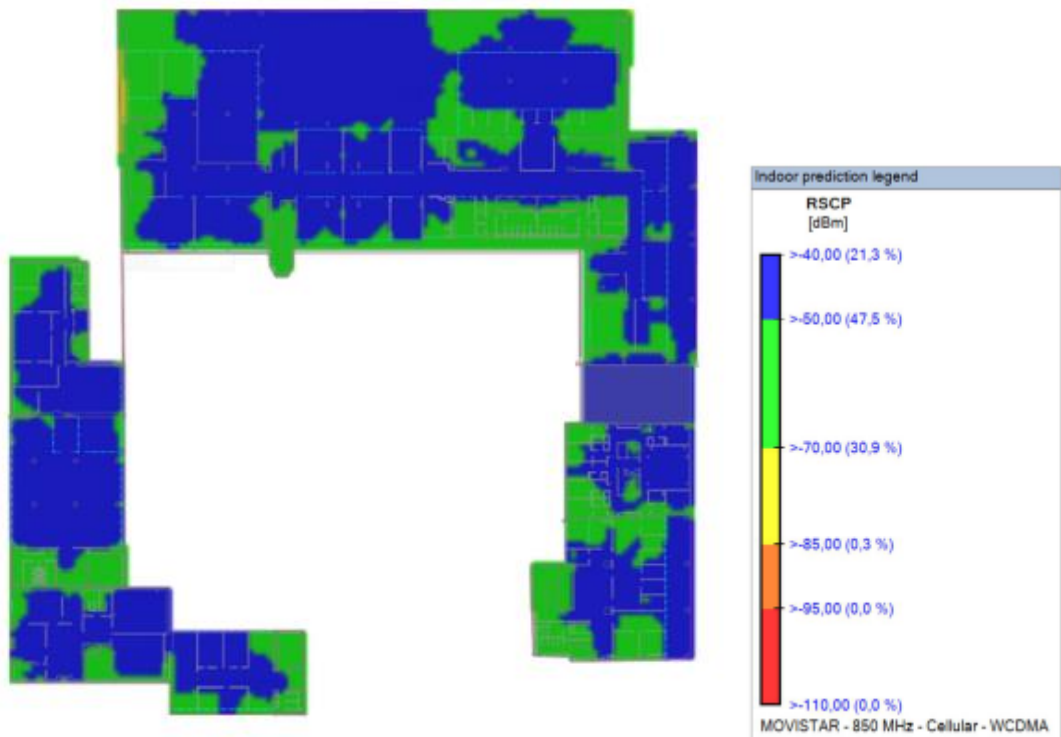 Indoor prediction legend
RSCP
[dBm]
>-40,00 (21,3 %)
>-50,00 (47,5 %)
>-70,00 (30,9 %)
>-85,00 (0,3 %)
>-95,00 (0,0 %)
>-110,00 (0,0 %)
MOVISTAR - 850 MHz - Cellular - WCDMA